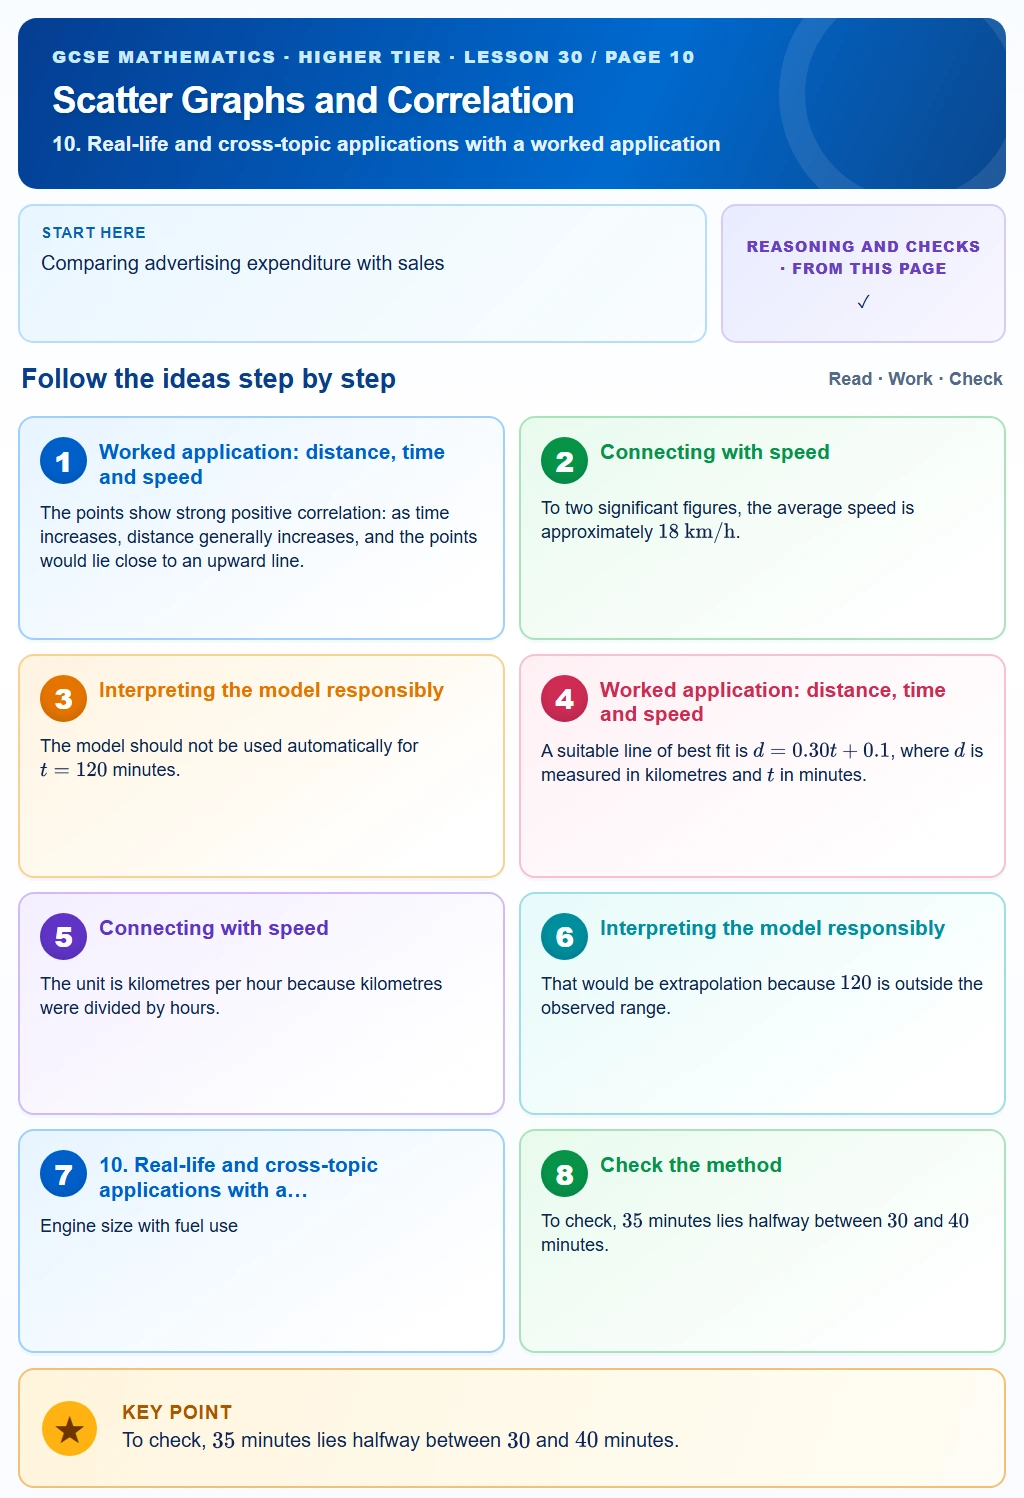 GCSE MATHEMATICS · HIGHER TIER · LESSON 30 / PAGE 10
Scatter Graphs and Correlation
10. Real-life and cross-topic applications with a worked application
START HERE
Comparing advertising expenditure with sales
REASONING AND CHECKS
· FROM THIS PAGE
✓
Follow the ideas step by step
Read · Work · Check
1
Worked application: distance, time
and speed
The points show strong positive correlation: as time
increases, distance generally increases, and the points
would lie close to an upward line.
2
Connecting with speed
To two significant figures, the average speed is
approximately 18 km/h.
3
Interpreting the model responsibly
The model should not be used automatically for
t = 120 minutes.
4
Worked application: distance, time
and speed
A suitable line of best fit is d = 0.30t + 0.1, where d is
measured in kilometres and t in minutes.
5
Connecting with speed
The unit is kilometres per hour because kilometres
were divided by hours.
6
Interpreting the model responsibly
That would be extrapolation because 120 is outside the
observed range.
7
10. Real-life and cross-topic
applications with a…
Engine size with fuel use
8
Check the method
To check, 35 minutes lies halfway between 30 and 40
minutes.
KEY POINT
To check, 35 minutes lies halfway between 30 and 40 minutes.